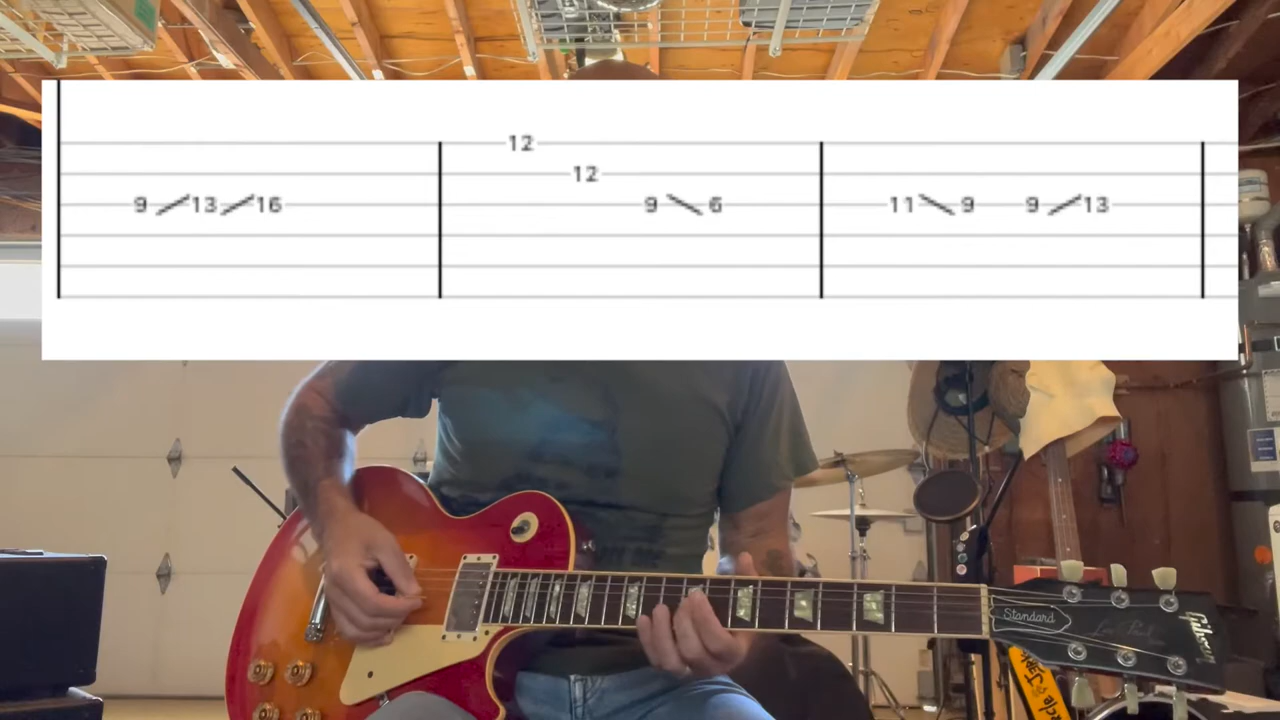 12
12
9 13 16 9 6 11 9 9 13
Standard
Les Paul
Gibson